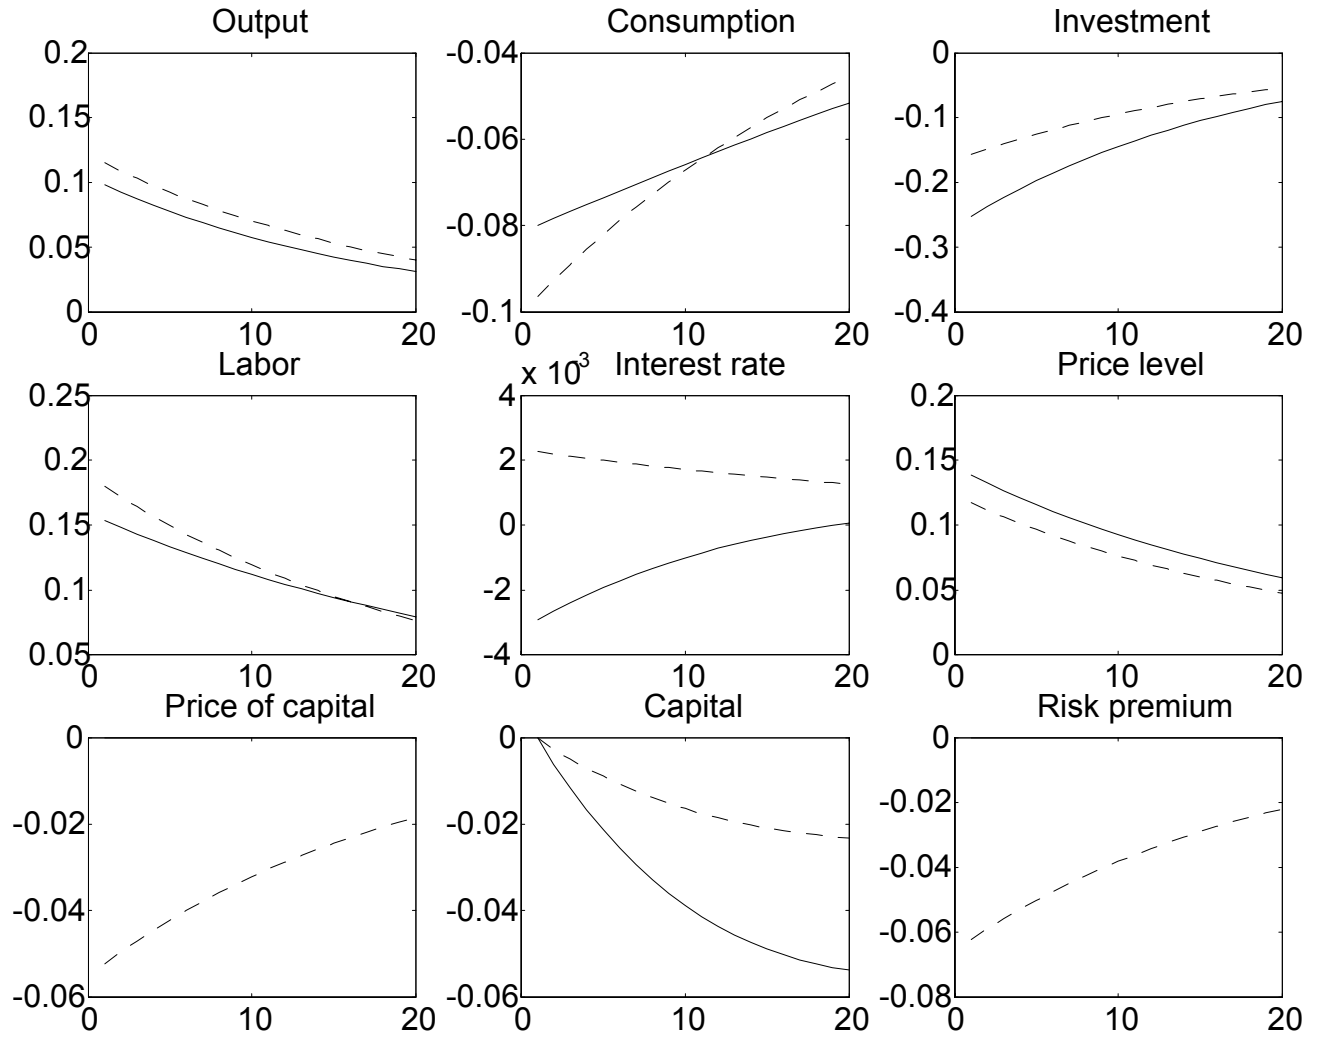 Output
0.2
0.15
0.1
0.05
0
0 10 20
Consumption
-0.04
-0.06
-0.08
-0.1
0 10 20
Investment
0
-0.1
-0.2
-0.3
-0.4
0 10 20
Labor
0.25
0.2
0.15
0.1
0.05
0 10 20
x 10-3 Interest rate
4
2
0
-2
-4
0 10 20
Price level
0.2
0.15
0.1
0.05
0
0 10 20
Price of capital
0
-0.02
-0.04
-0.06
0 10 20
Capital
0
-0.02
-0.04
-0.06
0 10 20
Risk premium
0
-0.02
-0.04
-0.06
-0.08
0 10 20